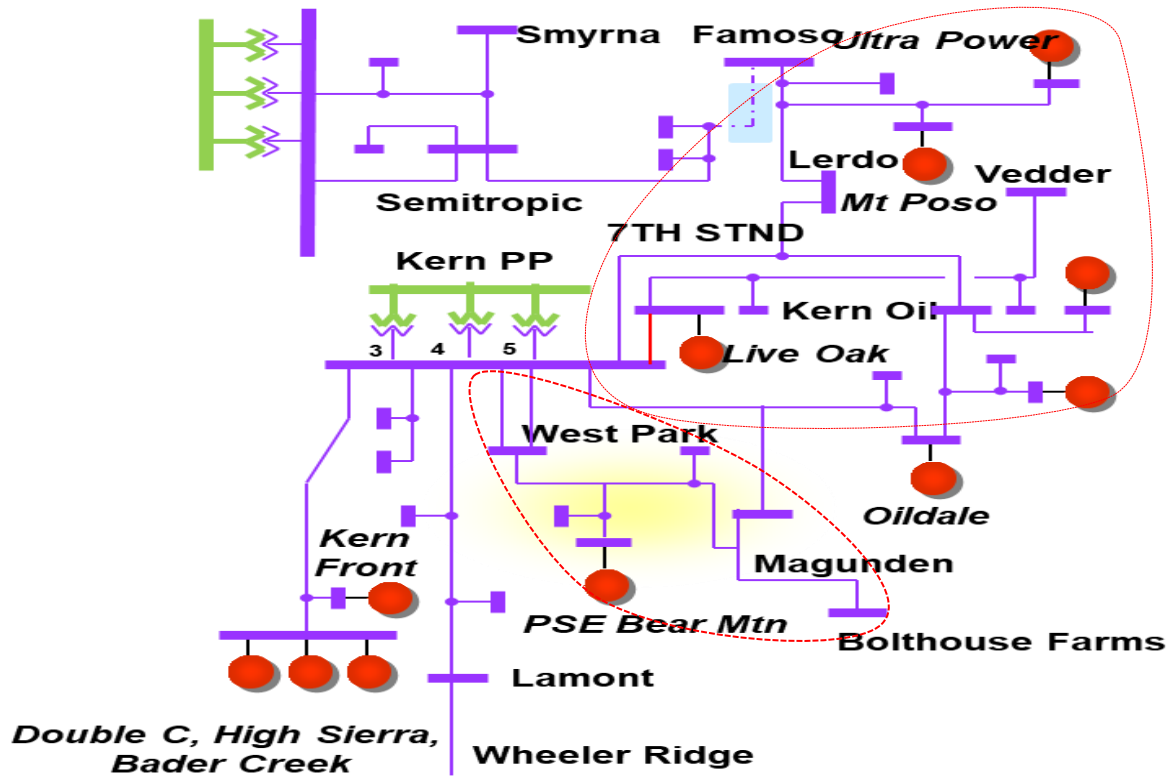 Smyrna
Famoso
Ultra Power
Lerdo
Vedder
Semitropic
Mt Poso
7TH STND
Kern PP
Kern Oil
3
4
5
Live Oak
West Park
Oildale
Kern
Front
Magunden
PSE Bear Mtn
Bolthouse Farms
Lamont
Double C, High Sierra,
Bader Creek
Wheeler Ridge